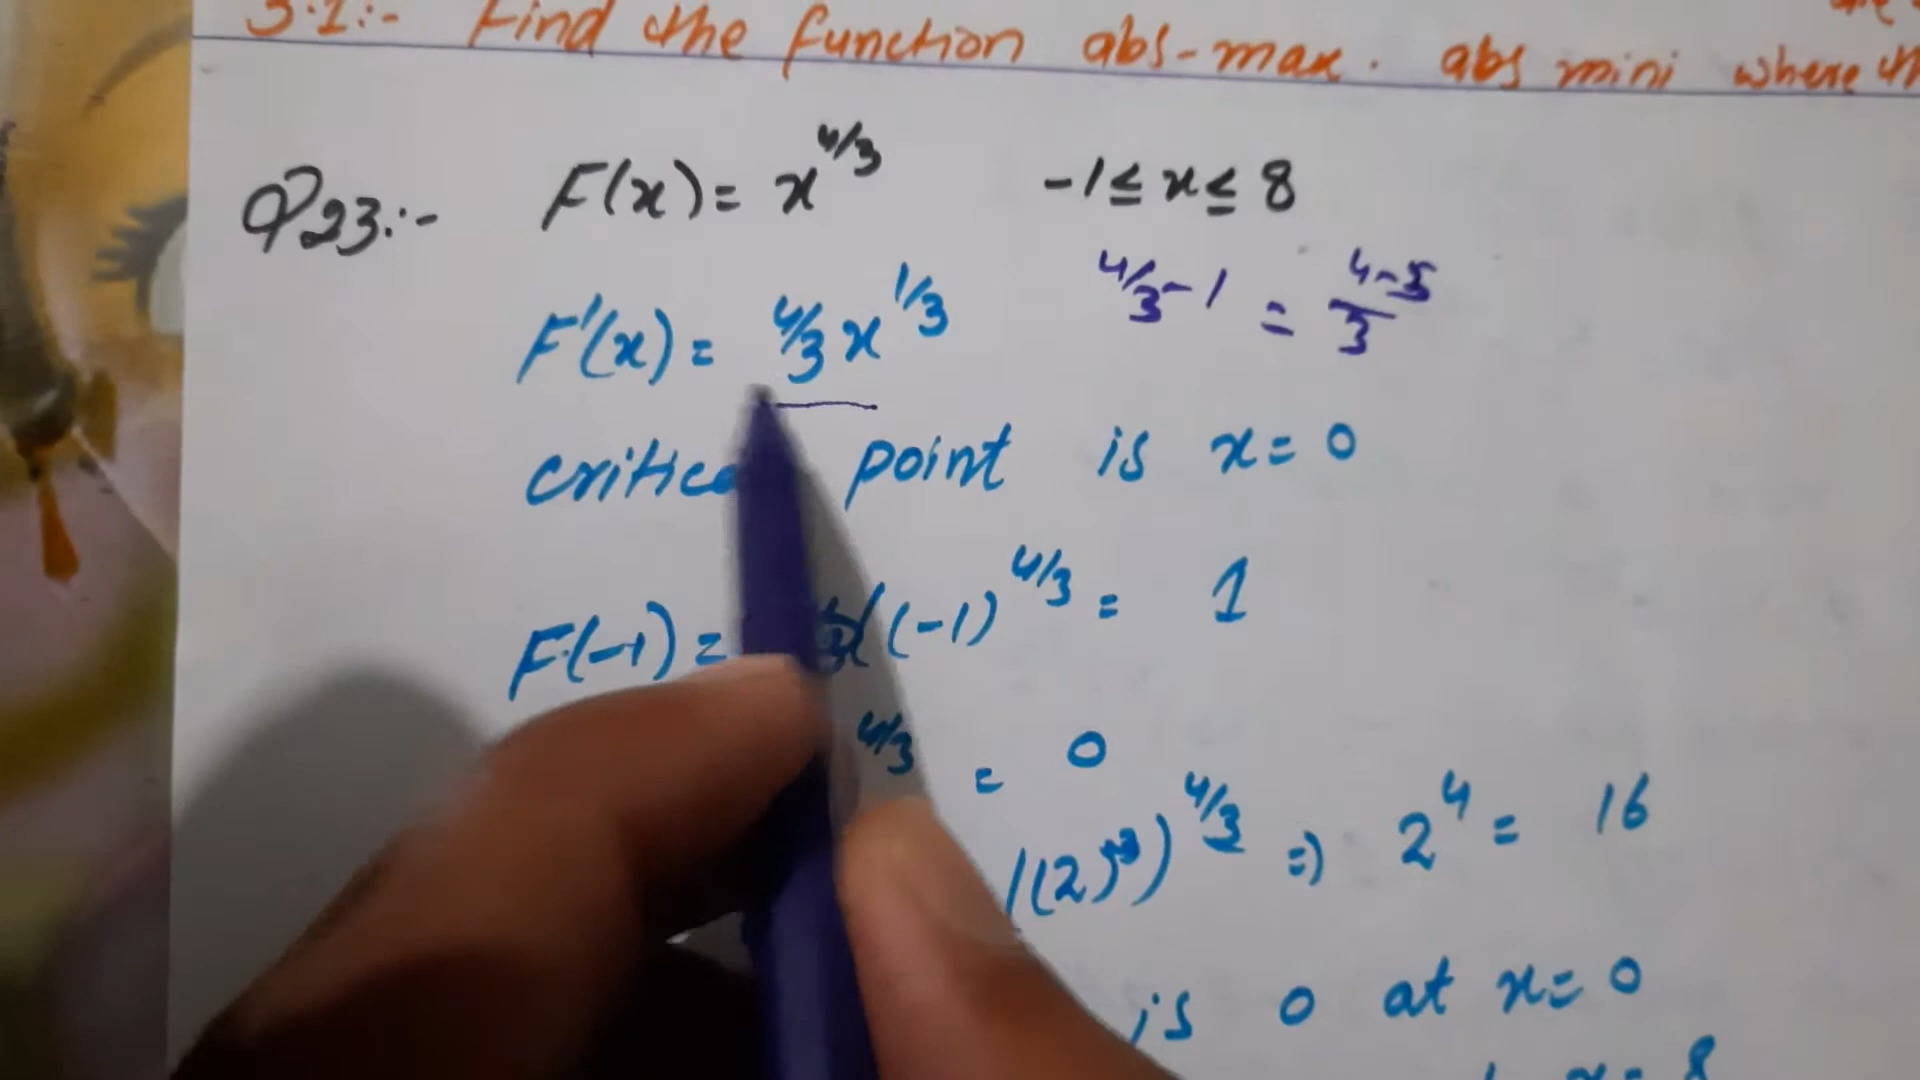 3.1:- Find the function abs-max. abs mini where
Q23:- F(x) = x^4/3 -1 ≤ x ≤ 8
F'(x) = 4/3 x^1/3 4/3 - 1 = 4-3/3
point is x = 0
F(-1) = (-1)^4/3 = 1
4/3 = 0
((2)^3)^4/3 => 2^4 = 16
is 0 at x = 0
x = 8